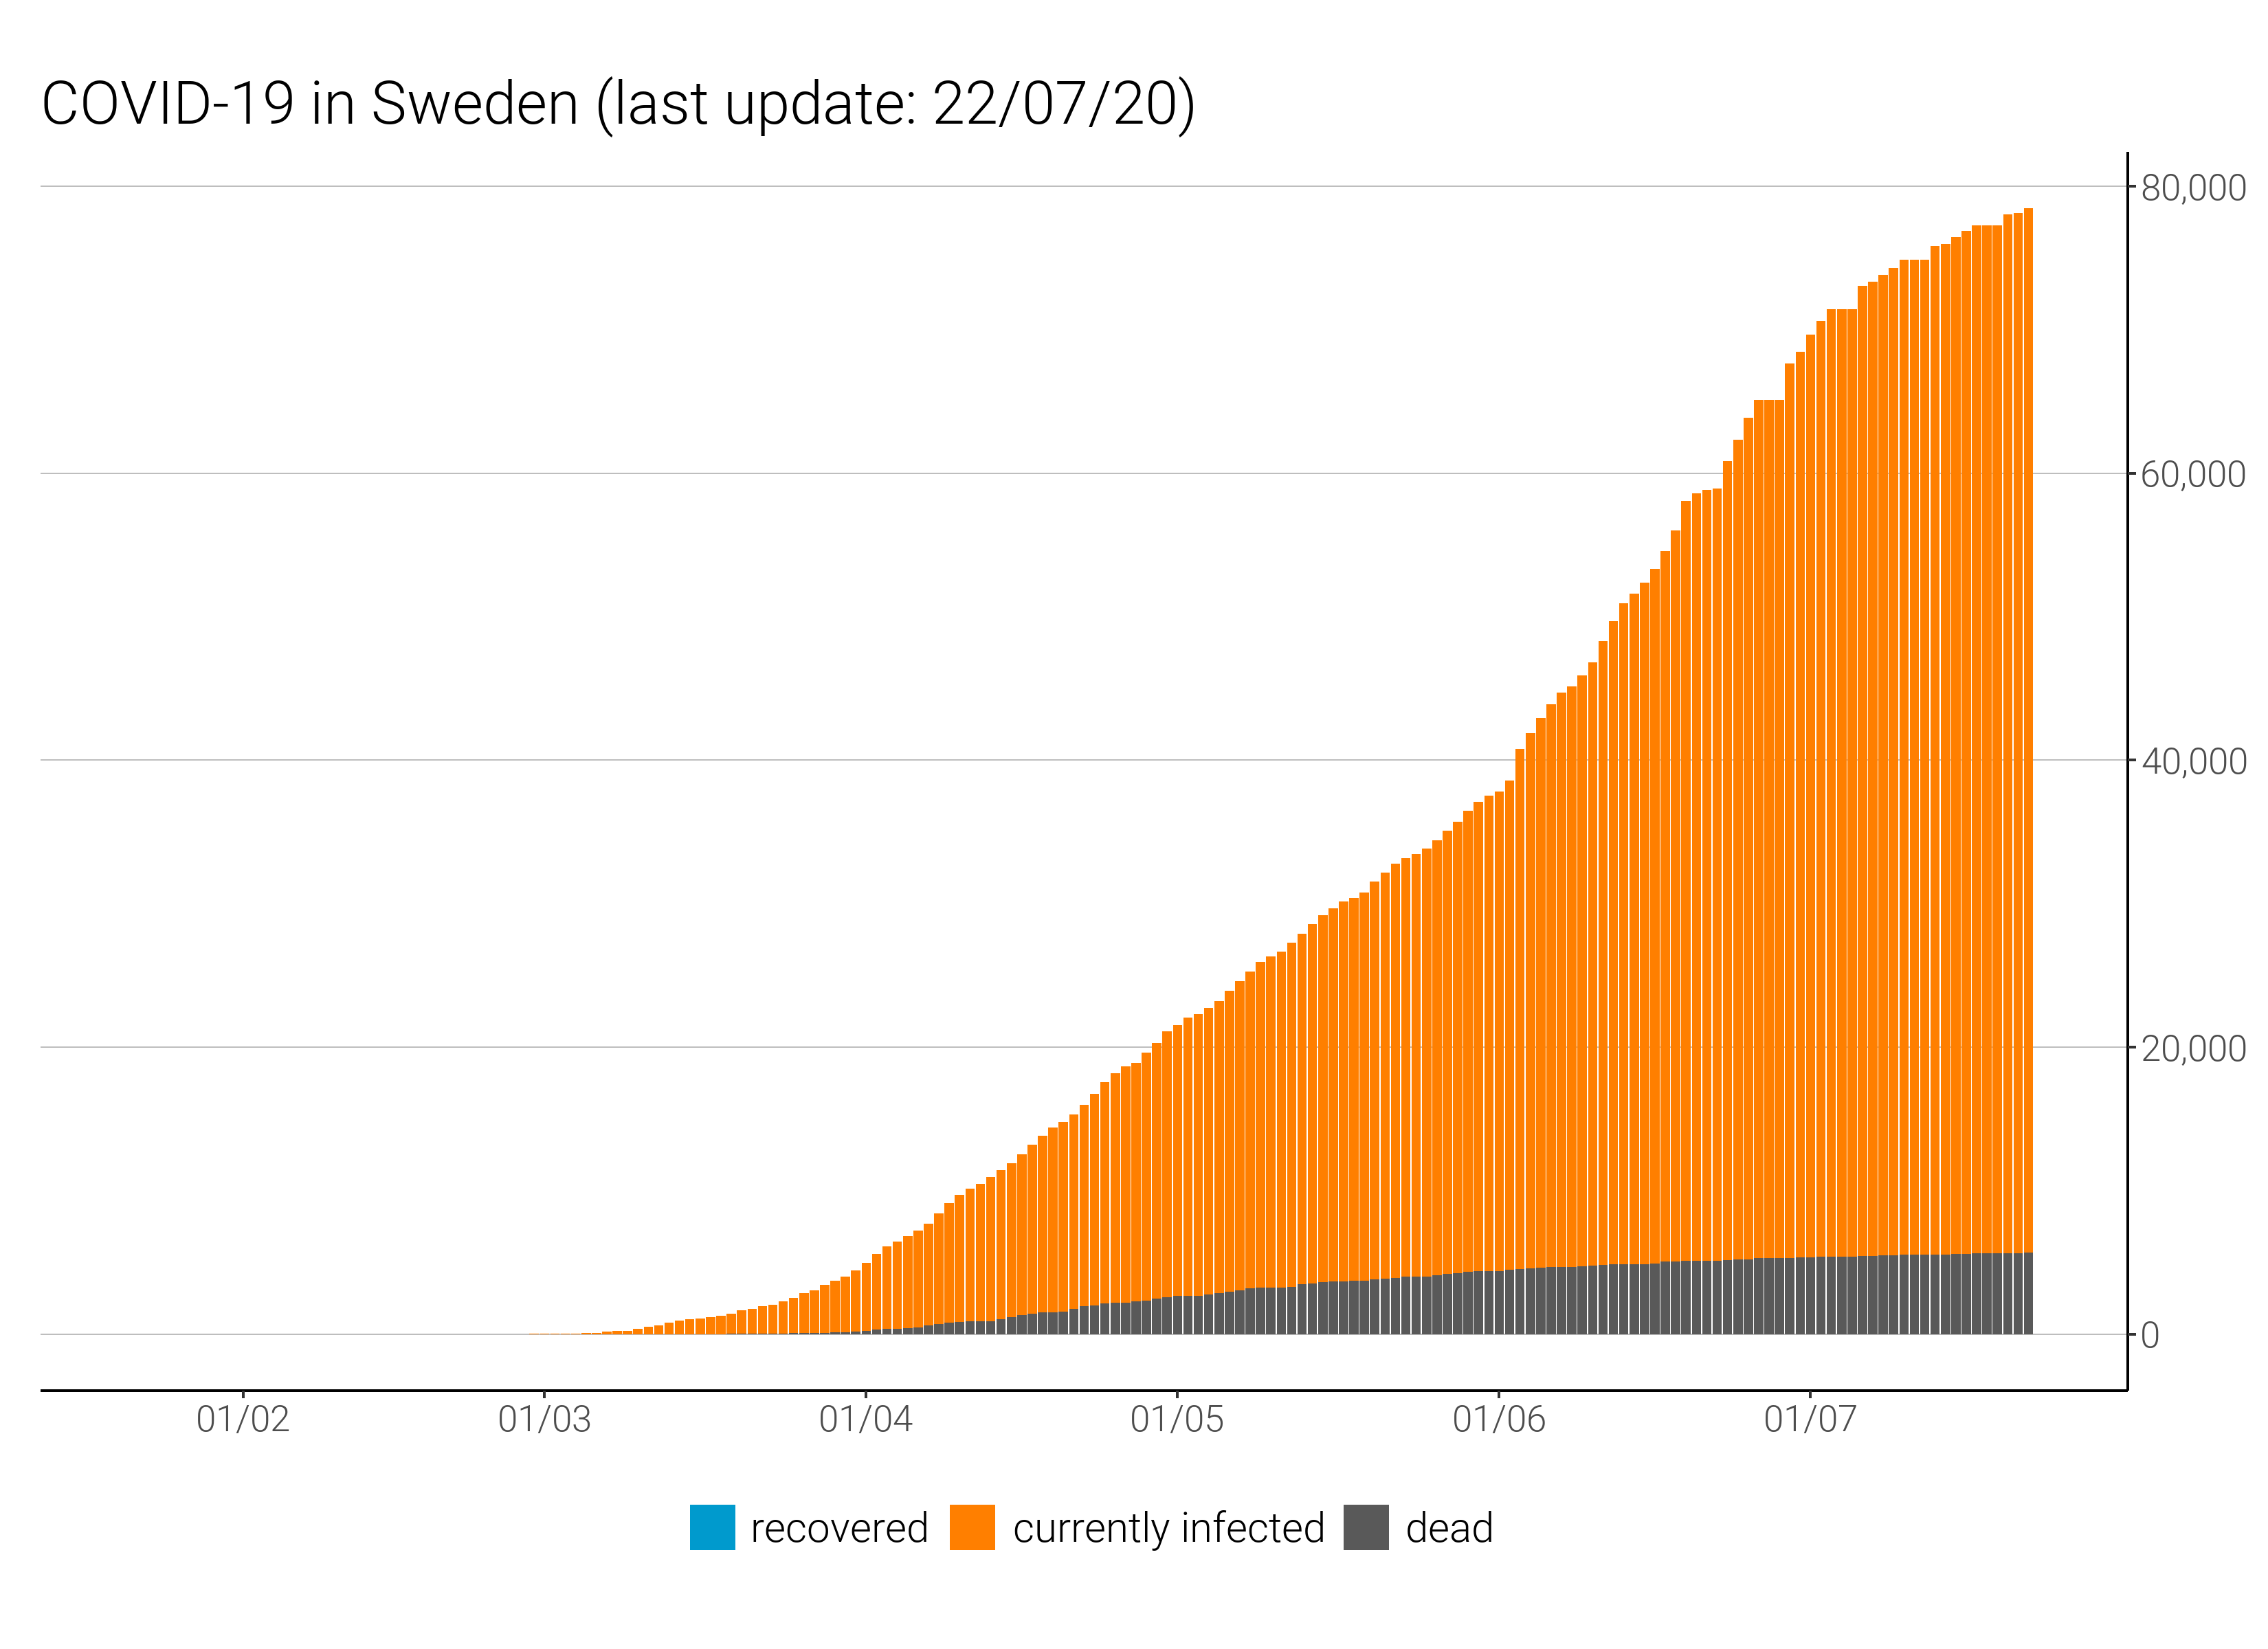 COVID-19 in Sweden (last update: 22/07/20)
80,000
60,000
40,000
20,000
0
01/02 01/03 01/04 01/05 01/06 01/07
recovered currently infected dead